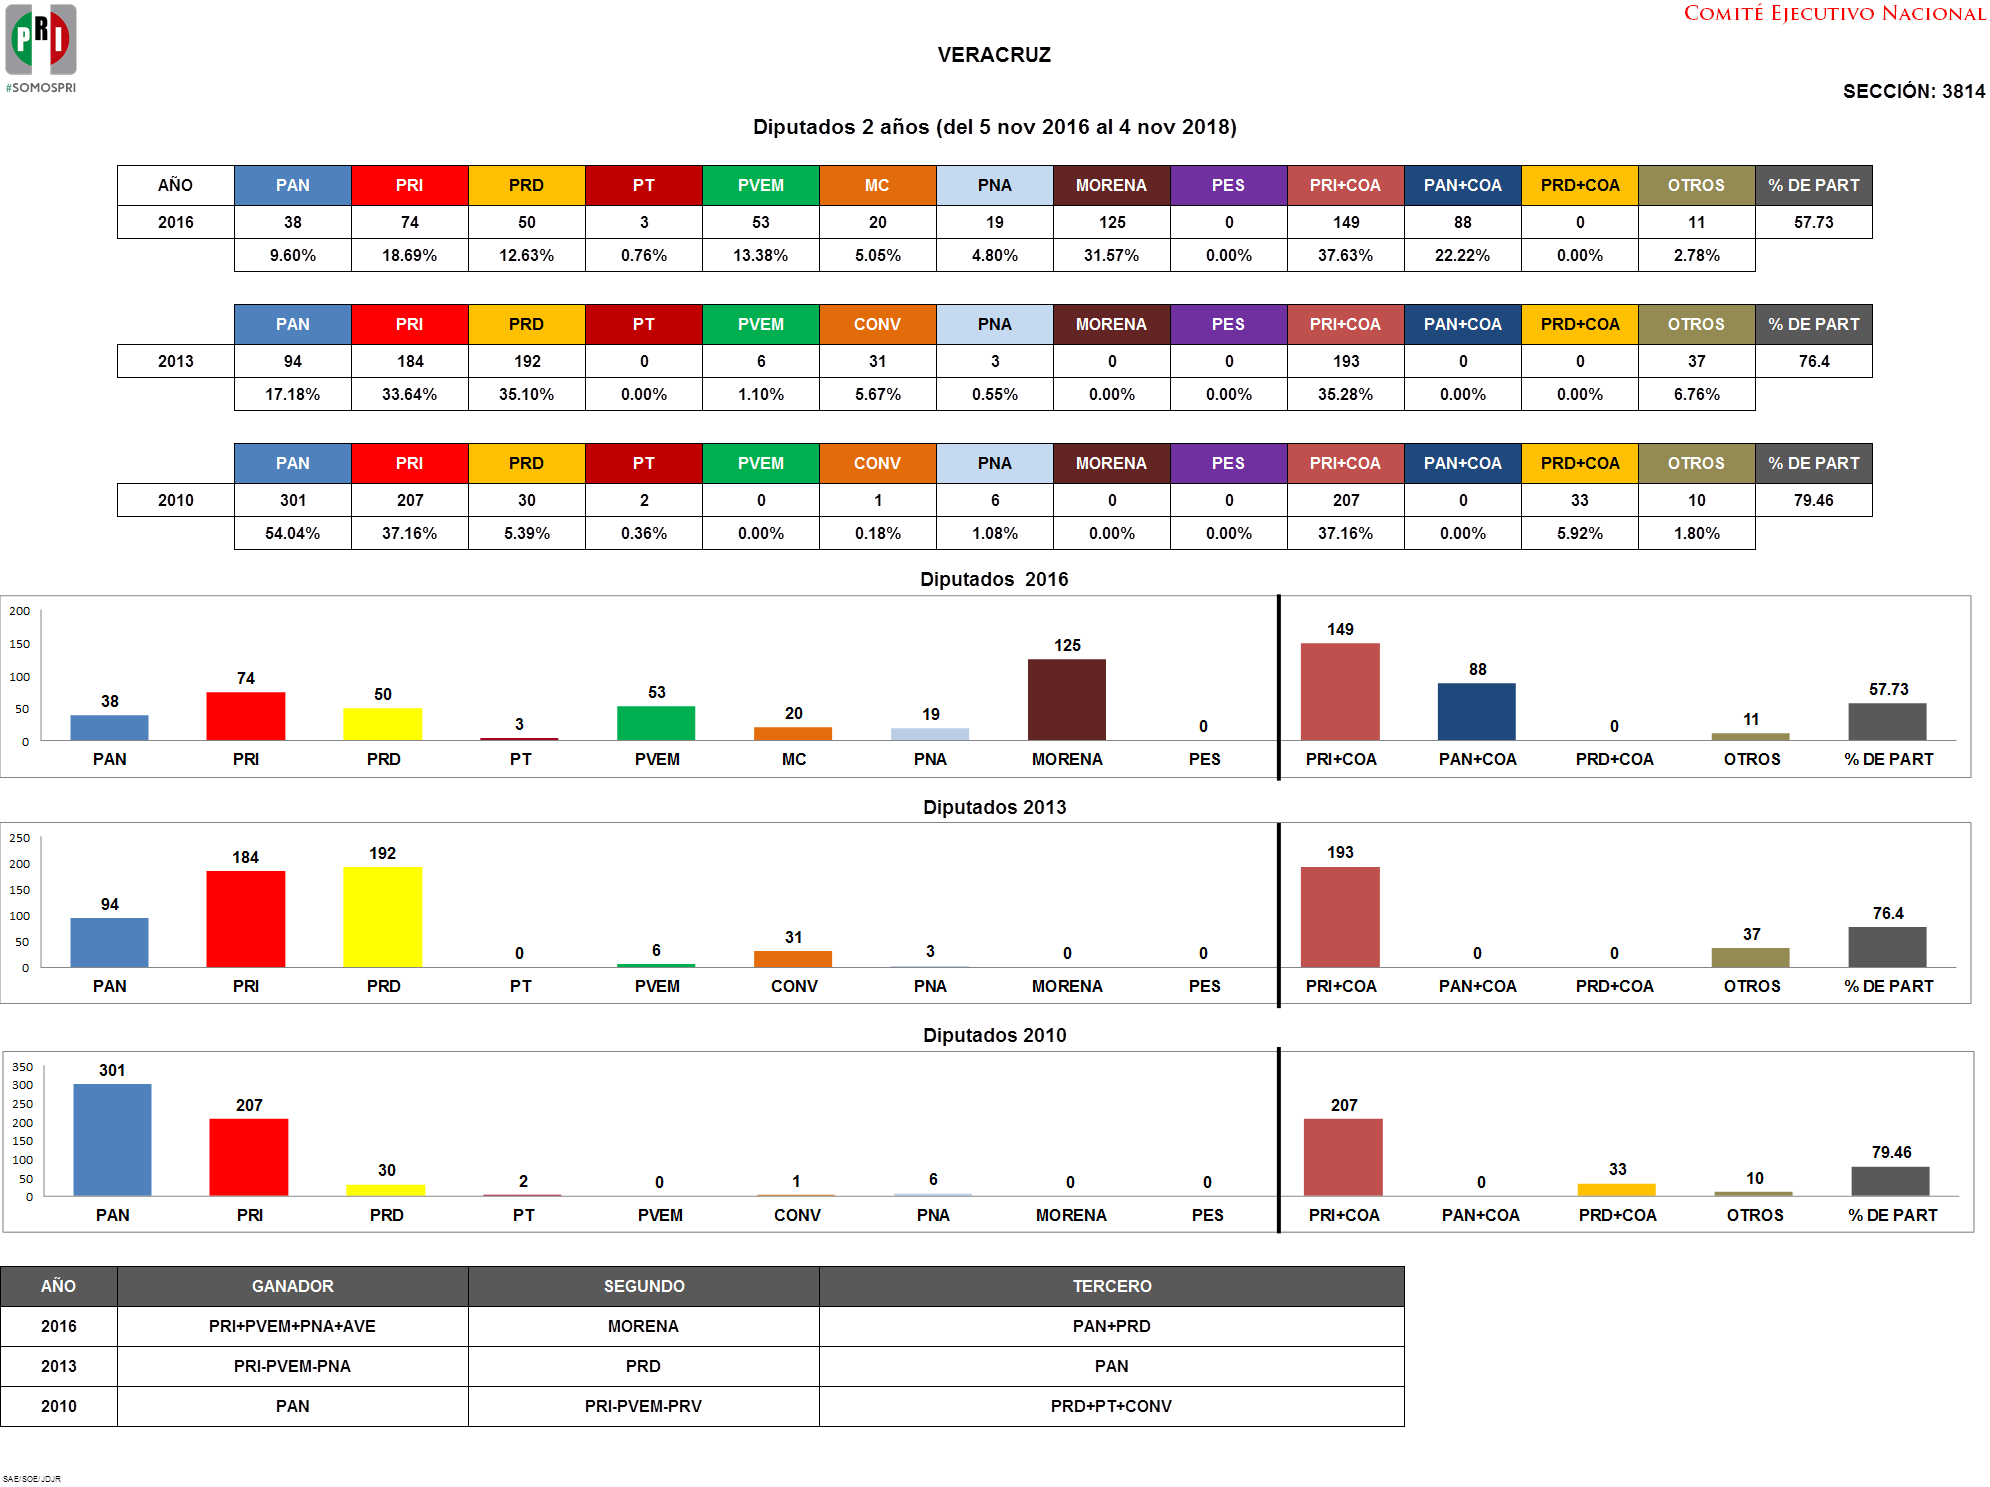 PRI
#SOMOSPRI
COMITÉ EJECUTIVO NACIONAL
VERACRUZ
SECCIÓN: 3814
Diputados 2 años (del 5 nov 2016 al 4 nov 2018)
AÑO PAN PRI PRD PT PVEM MC PNA MORENA PES PRI+COA PAN+COA PRD+COA OTROS % DE PART
2016 38 74 50 3 53 20 19 125 0 149 88 0 11 57.73
9.60% 18.69% 12.63% 0.76% 13.38% 5.05% 4.80% 31.57% 0.00% 37.63% 22.22% 0.00% 2.78%
PAN PRI PRD PT PVEM CONV PNA MORENA PES PRI+COA PAN+COA PRD+COA OTROS % DE PART
2013 94 184 192 0 6 31 3 0 0 193 0 0 37 76.4
17.18% 33.64% 35.10% 0.00% 1.10% 5.67% 0.55% 0.00% 0.00% 35.28% 0.00% 0.00% 6.76%
PAN PRI PRD PT PVEM CONV PNA MORENA PES PRI+COA PAN+COA PRD+COA OTROS % DE PART
2010 301 207 30 2 0 1 6 0 0 207 0 33 10 79.46
54.04% 37.16% 5.39% 0.36% 0.00% 0.18% 1.08% 0.00% 0.00% 37.16% 0.00% 5.92% 1.80%
Diputados 2016
200
150
100
50
0
38 74 50 3 53 20 19 125 0 149 88 0 11 57.73
PAN PRI PRD PT PVEM MC PNA MORENA PES PRI+COA PAN+COA PRD+COA OTROS % DE PART
Diputados 2013
250
200
150
100
50
0
94 184 192 0 6 31 3 0 0 193 0 0 37 76.4
PAN PRI PRD PT PVEM CONV PNA MORENA PES PRI+COA PAN+COA PRD+COA OTROS % DE PART
Diputados 2010
350
300
250
200
150
100
50
0
301 207 30 2 0 1 6 0 0 207 0 33 10 79.46
PAN PRI PRD PT PVEM CONV PNA MORENA PES PRI+COA PAN+COA PRD+COA OTROS % DE PART
AÑO GANADOR SEGUNDO TERCERO
2016 PRI+PVEM+PNA+AVE MORENA PAN+PRD
2013 PRI-PVEM-PNA PRD PAN
2010 PAN PRI-PVEM-PRV PRD+PT+CONV
SAE/SOE/JDJR